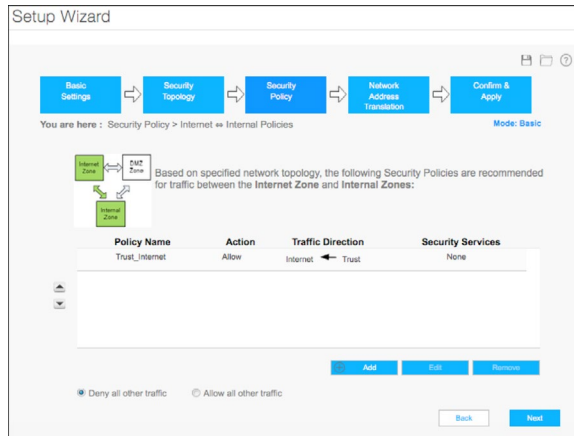 Setup Wizard
Basic Settings
Security Topology
Security Policy
Network Address Translation
Confirm & Apply
You are here : Security Policy > Internet ⇔ Internal Policies
Mode: Basic
Internet Zone
DMZ Zone
Internal Zone
Based on specified network topology, the following Security Policies are recommended
for traffic between the Internet Zone and Internal Zones:
Policy Name Action Traffic Direction Security Services
Trust_Internet Allow Internet ← Trust None
Add Edit Remove
Deny all other traffic Allow all other traffic
Back Next